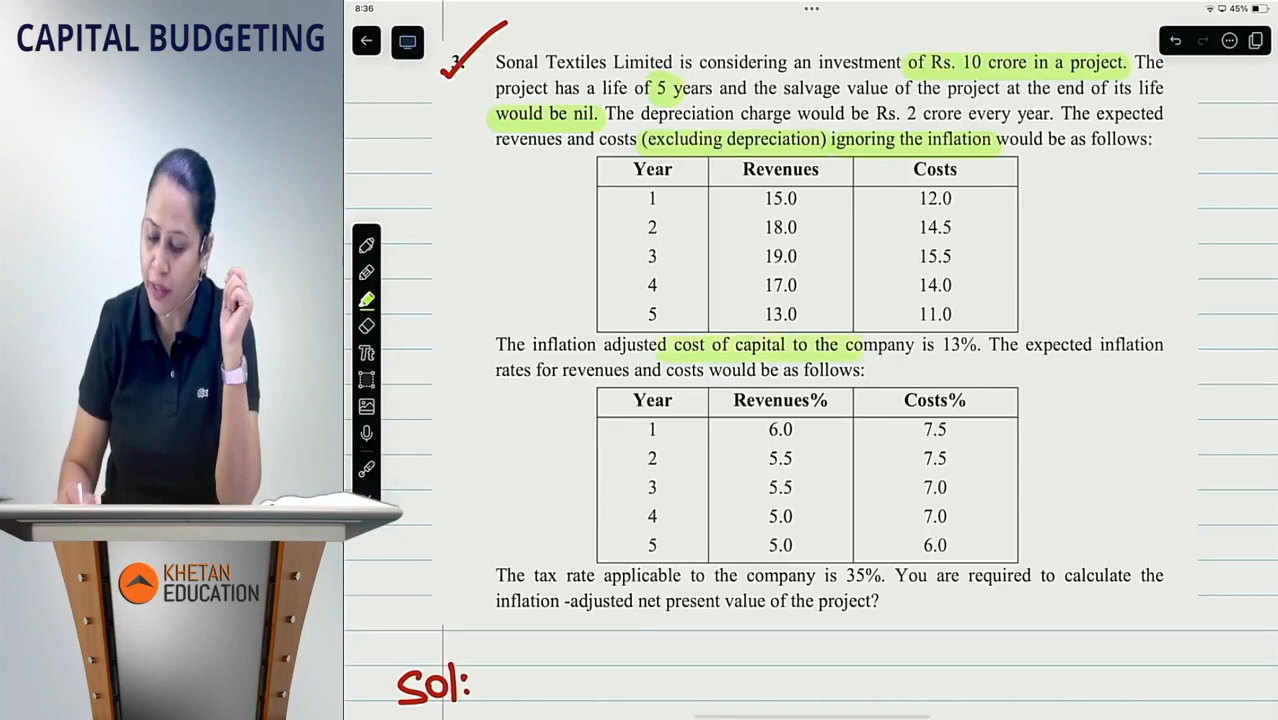 8:36
45%
CAPITAL BUDGETING
3.
Sonal Textiles Limited is considering an investment of Rs. 10 crore in a project. The
project has a life of 5 years and the salvage value of the project at the end of its life
would be nil. The depreciation charge would be Rs. 2 crore every year. The expected
revenues and costs (excluding depreciation) ignoring the inflation would be as follows:
Year Revenues Costs
1 15.0 12.0
2 18.0 14.5
3 19.0 15.5
4 17.0 14.0
5 13.0 11.0
The inflation adjusted cost of capital to the company is 13%. The expected inflation
rates for revenues and costs would be as follows:
Year Revenues% Costs%
1 6.0 7.5
2 5.5 7.5
3 5.5 7.0
4 5.0 7.0
5 5.0 6.0
The tax rate applicable to the company is 35%. You are required to calculate the
inflation -adjusted net present value of the project?
Sol:
Tt
KHETAN
EDUCATION